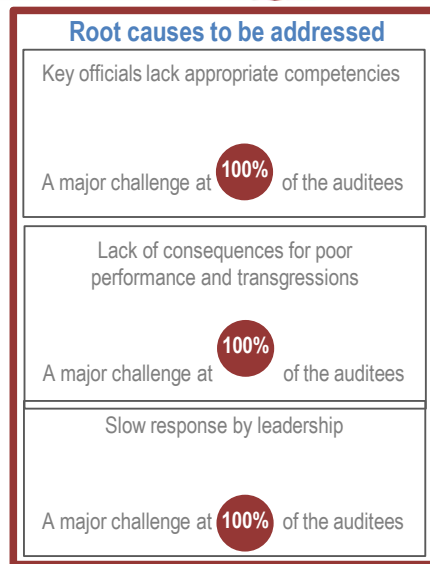 Root causes to be addressed
Key officials lack appropriate competencies
A major challenge at 100% of the auditees
Lack of consequences for poor
performance and transgressions
A major challenge at 100% of the auditees
Slow response by leadership
A major challenge at 100% of the auditees